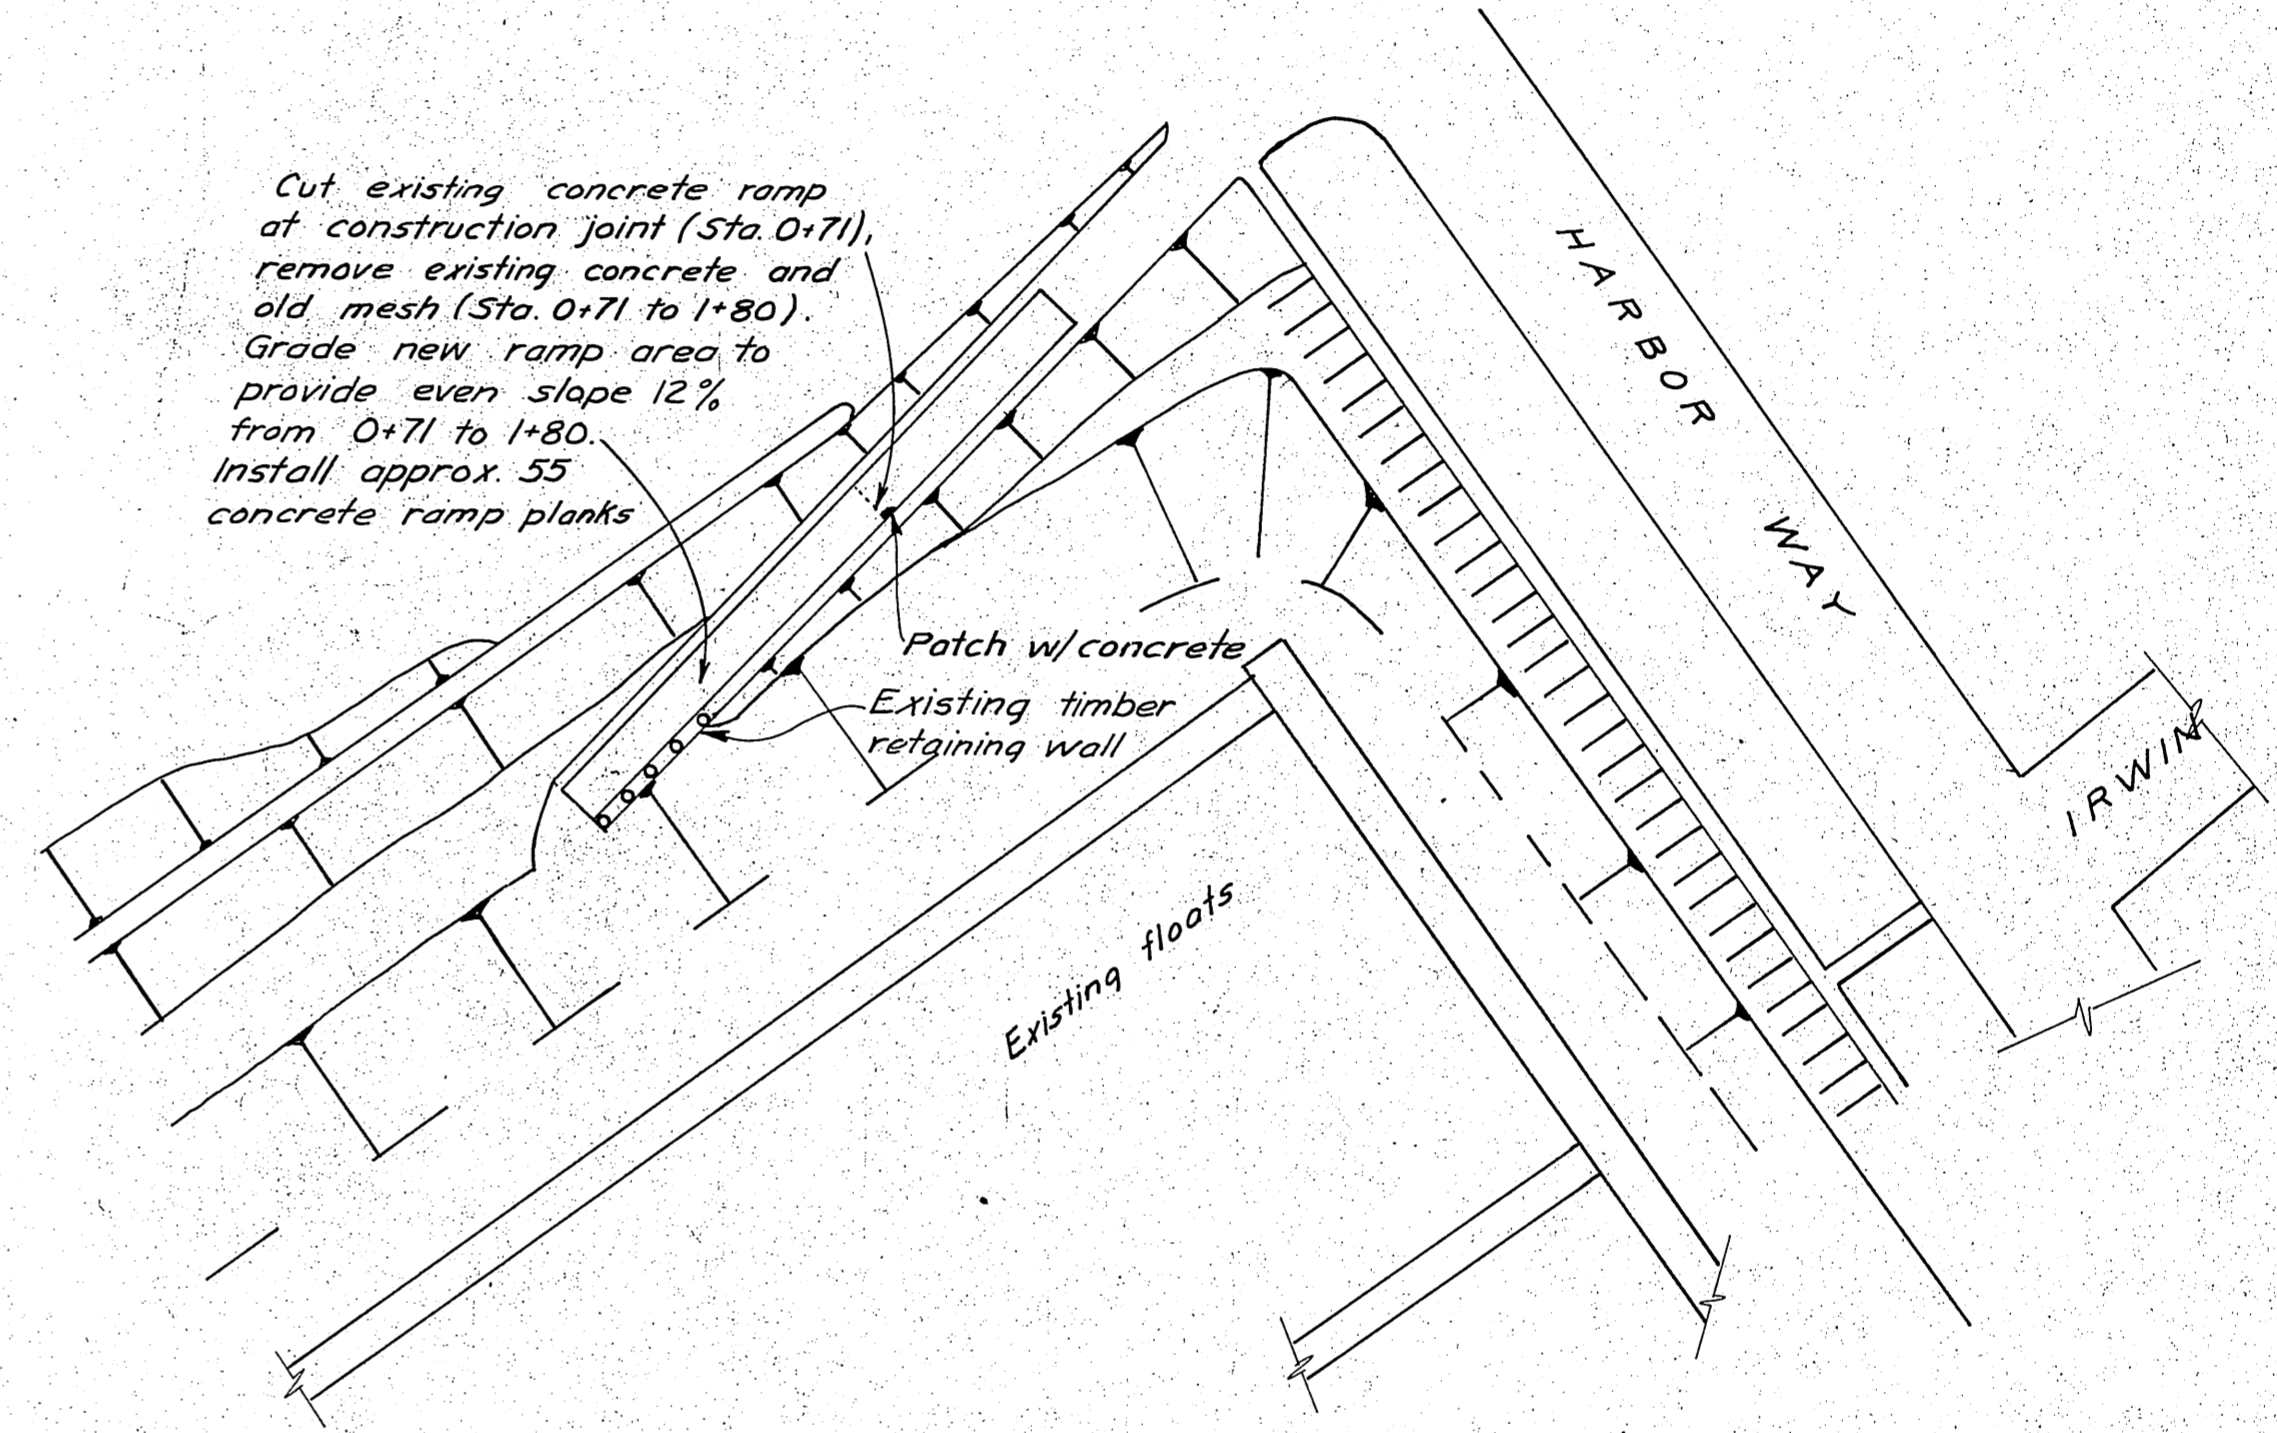 Cut existing concrete ramp
at construction joint (Sta. 0+71),
remove existing concrete and
old mesh (Sta. 0+71 to 1+80).
Grade new ramp area to
provide even slope 12%
from 0+71 to 1+80.
Install approx. 55
concrete ramp planks
Patch w/concrete
Existing timber
retaining wall
Existing floats
HARBOR WAY
IRWIN